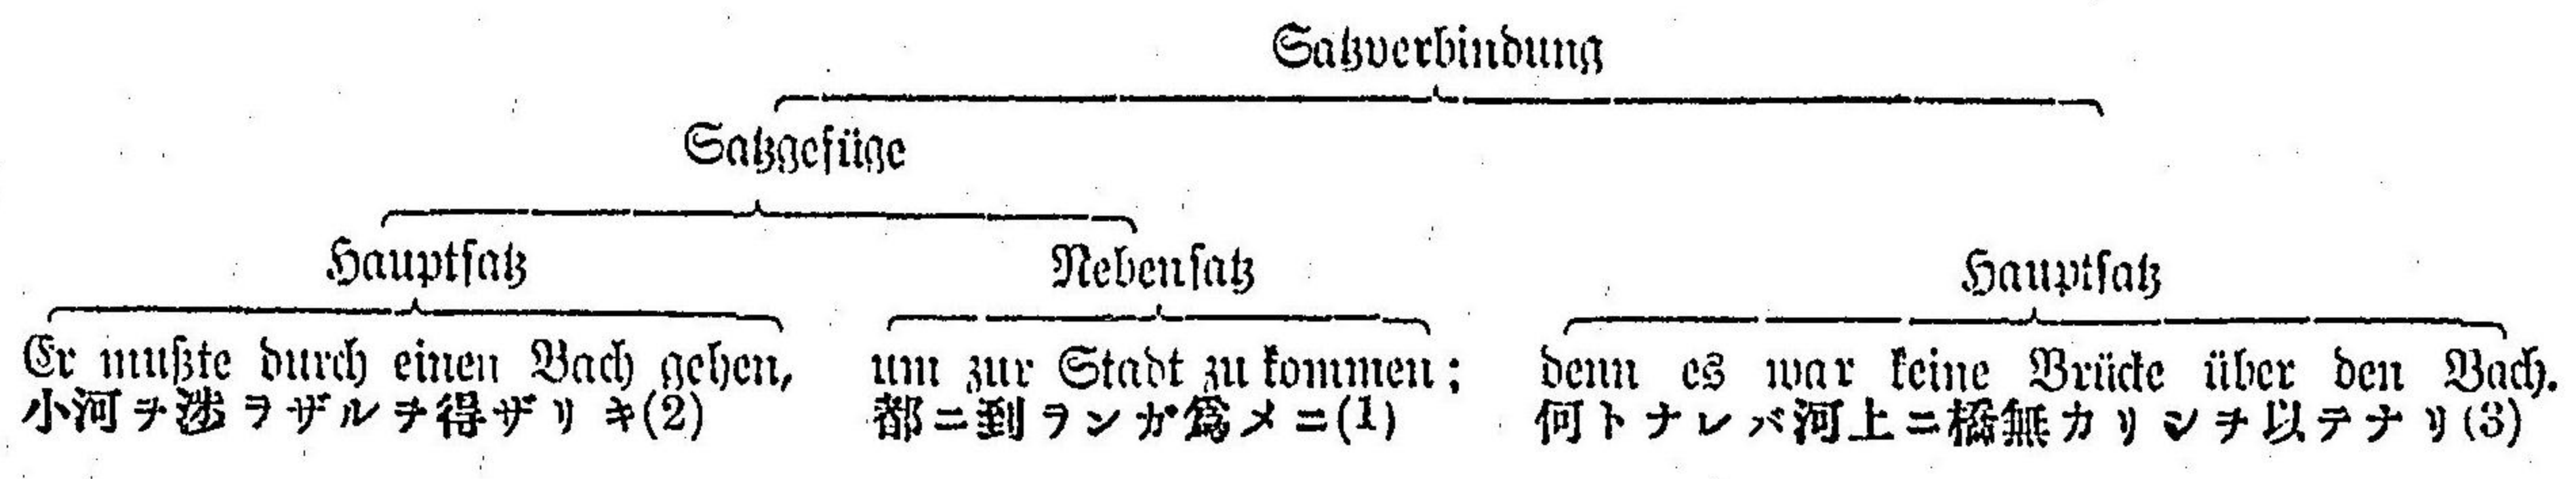 Satzverbindung
Satzgefüge
Hauptsatz Nebensatz Hauptsatz
Er mußte durch einen Bach gehen, um zur Stadt zu kommen; denn es war keine Brücke über den Bach.
小河ヲ渉ラザルヲ得ザリキ(2) 都ニ到ランガ為メニ(1) 何トナレバ河上ニ橋無カリシヲ以テナリ(3)